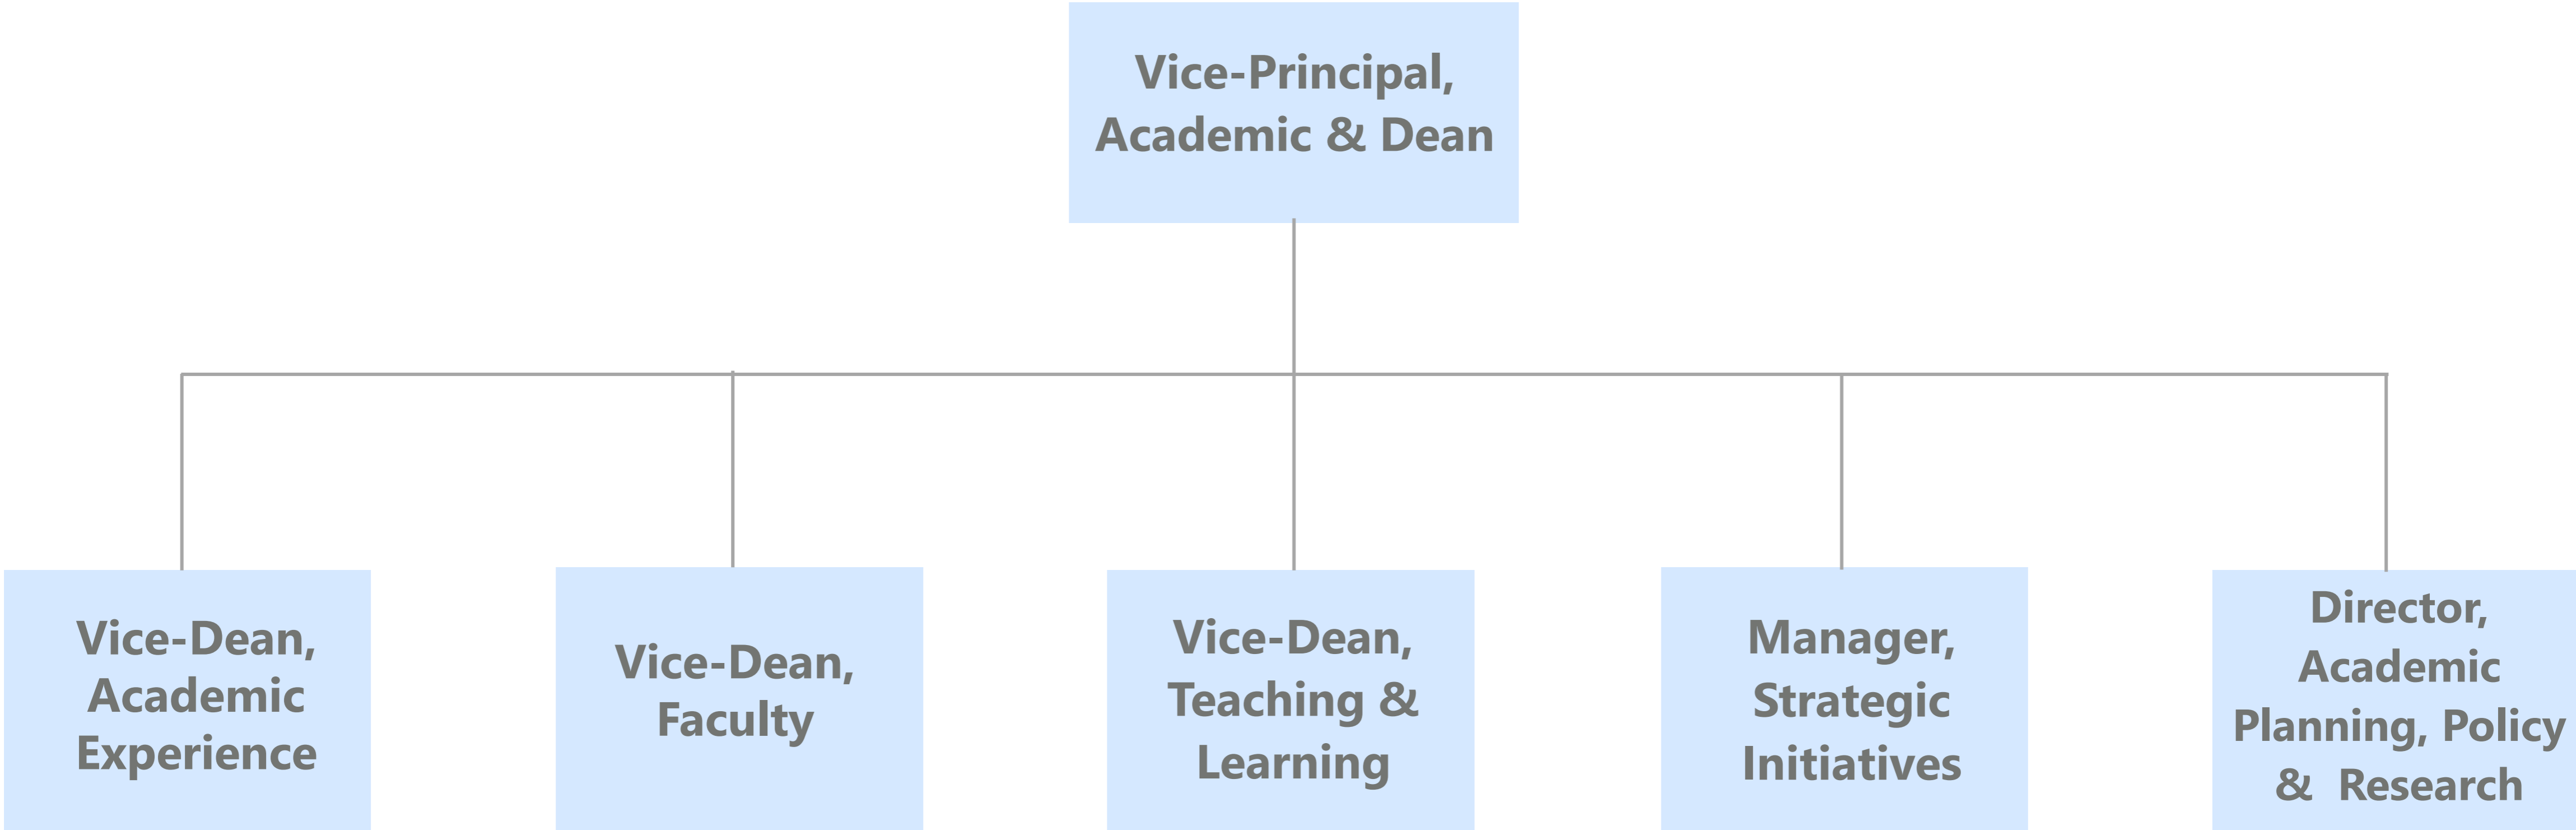 Vice-Principal,
Academic & Dean
Vice-Dean,
Academic
Experience
Vice-Dean,
Faculty
Vice-Dean,
Teaching &
Learning
Manager,
Strategic
Initiatives
Director,
Academic
Planning, Policy
& Research